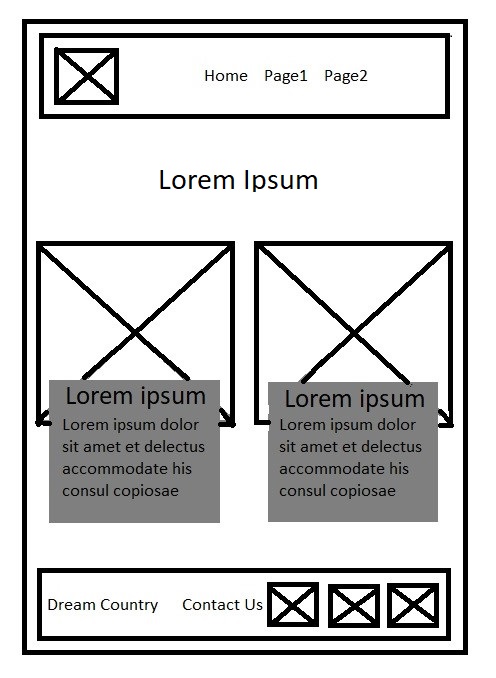 Home Page1 Page2
Lorem Ipsum
Lorem ipsum
Lorem ipsum dolor
sit amet et delectus
accommodate his
consul copiosae
Lorem ipsum
Lorem ipsum dolor
sit amet et delectus
accommodate his
consul copiosae
Dream Country Contact Us